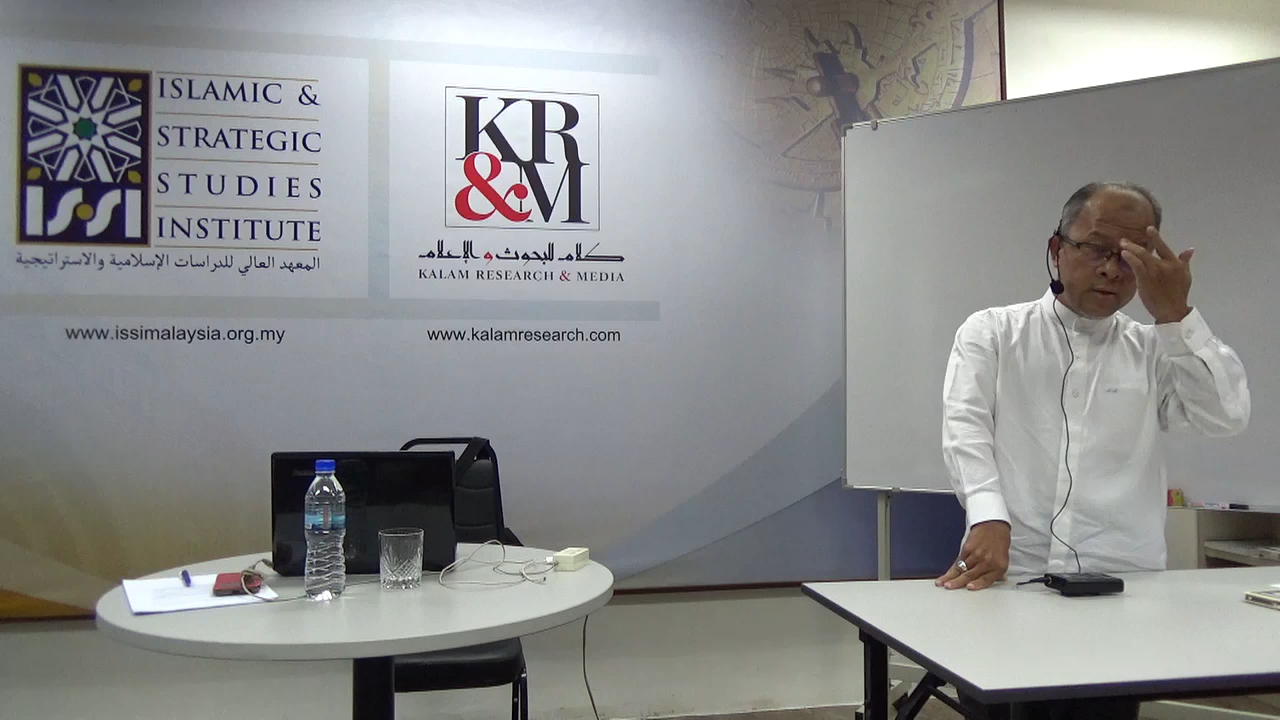 ISLAMIC &
STRATEGIC
STUDIES
INSTITUTE
ISSI
المعهد العالي للدراسات الإسلامية والاستراتيجية
www.issimalaysia.org.my
KR
&M
كلام للبحوث والإعلام
KALAM RESEARCH & MEDIA
www.kalamresearch.com